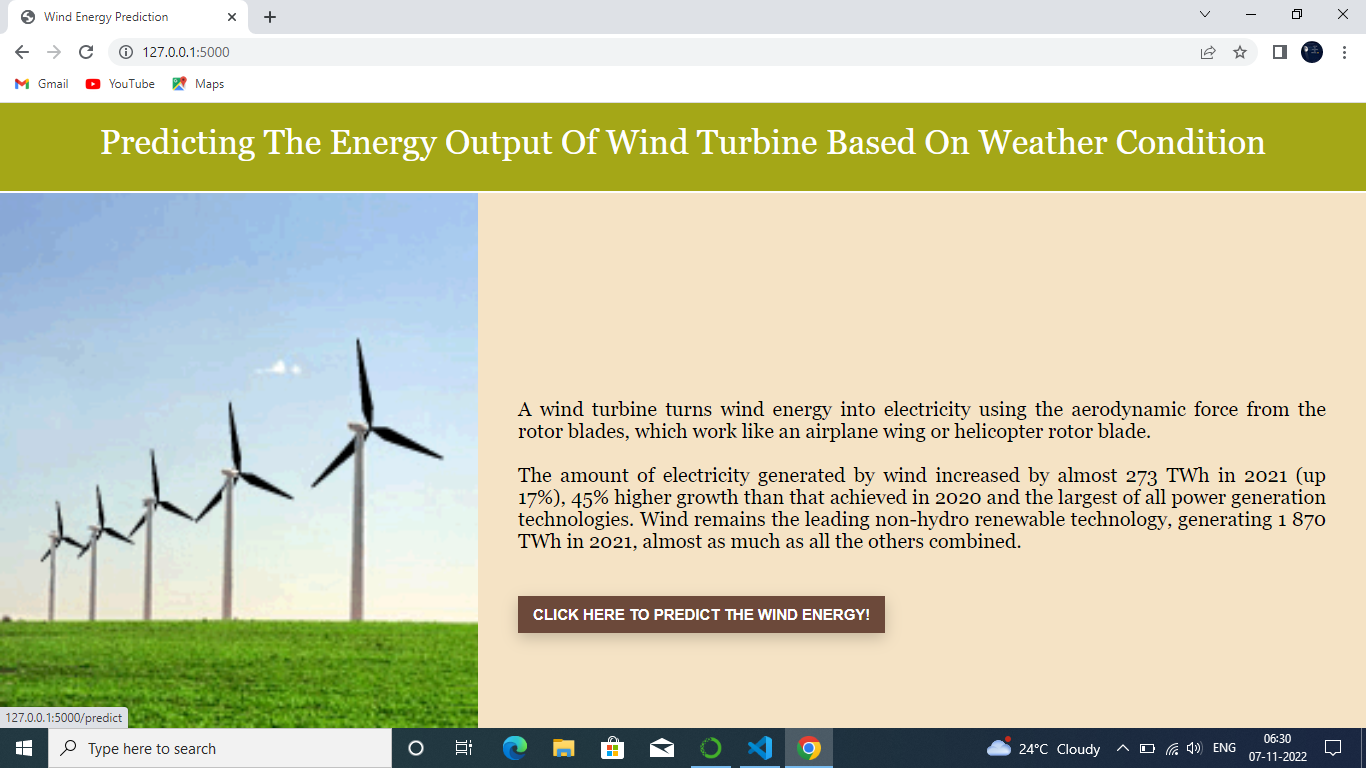 Wind Energy Prediction
127.0.0.1:5000
Gmail
YouTube
Maps
Predicting The Energy Output Of Wind Turbine Based On Weather Condition
A wind turbine turns wind energy into electricity using the aerodynamic force from the
rotor blades, which work like an airplane wing or helicopter rotor blade.
The amount of electricity generated by wind increased by almost 273 TWh in 2021 (up
17%), 45% higher growth than that achieved in 2020 and the largest of all power generation
technologies. Wind remains the leading non-hydro renewable technology, generating 1 870
TWh in 2021, almost as much as all the others combined.
CLICK HERE TO PREDICT THE WIND ENERGY!
127.0.0.1:5000/predict
Type here to search
24°C Cloudy
ENG
06:30
07-11-2022